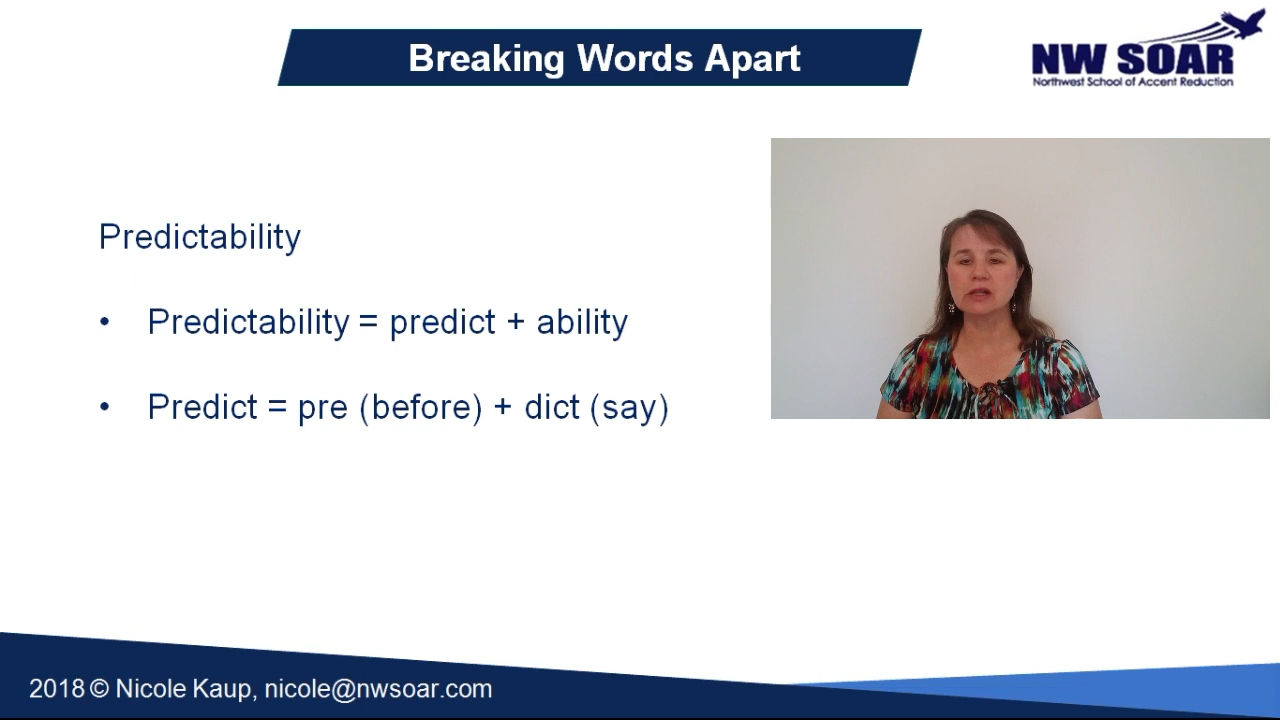 Breaking Words Apart
NW SOAR
Northwest School of Accent Reduction
Predictability
• Predictability = predict + ability
• Predict = pre (before) + dict (say)
2018 © Nicole Kaup, nicole@nwsoar.com